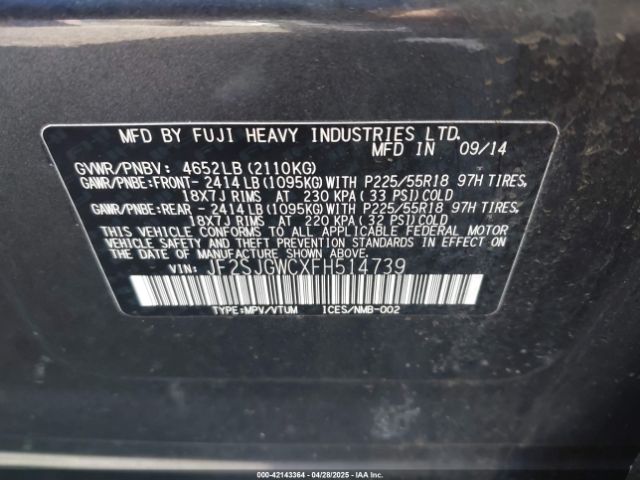 MFD BY FUJI HEAVY INDUSTRIES LTD.
MFD IN 09/14
GVWR/PNBV: 4652LB (2110KG)
GAWR/PNBE:FRONT- 2414 LB (1095KG) WITH P225/55R18 97H TIRES,
18X7J RIMS AT 230 KPA (33 PSI) COLD
GAWR/PNBE:REAR - 2414 LB (1095KG) WITH P225/55R18 97H TIRES,
18X7J RIMS AT 220 KPA (32 PSI) COLD
THIS VEHICLE CONFORMS TO ALL APPLICABLE FEDERAL MOTOR
VEHICLE SAFETY AND THEFT PREVENTION STANDARDS IN EFFECT
ON THE DATE OF MANUFACTURE SHOWN ABOVE.
VIN: JF2SJGWCXFH514739
TYPE:MPV/VTUM ICES/NMB-002
000-42143364 04/28/2025 - IAAI.COM